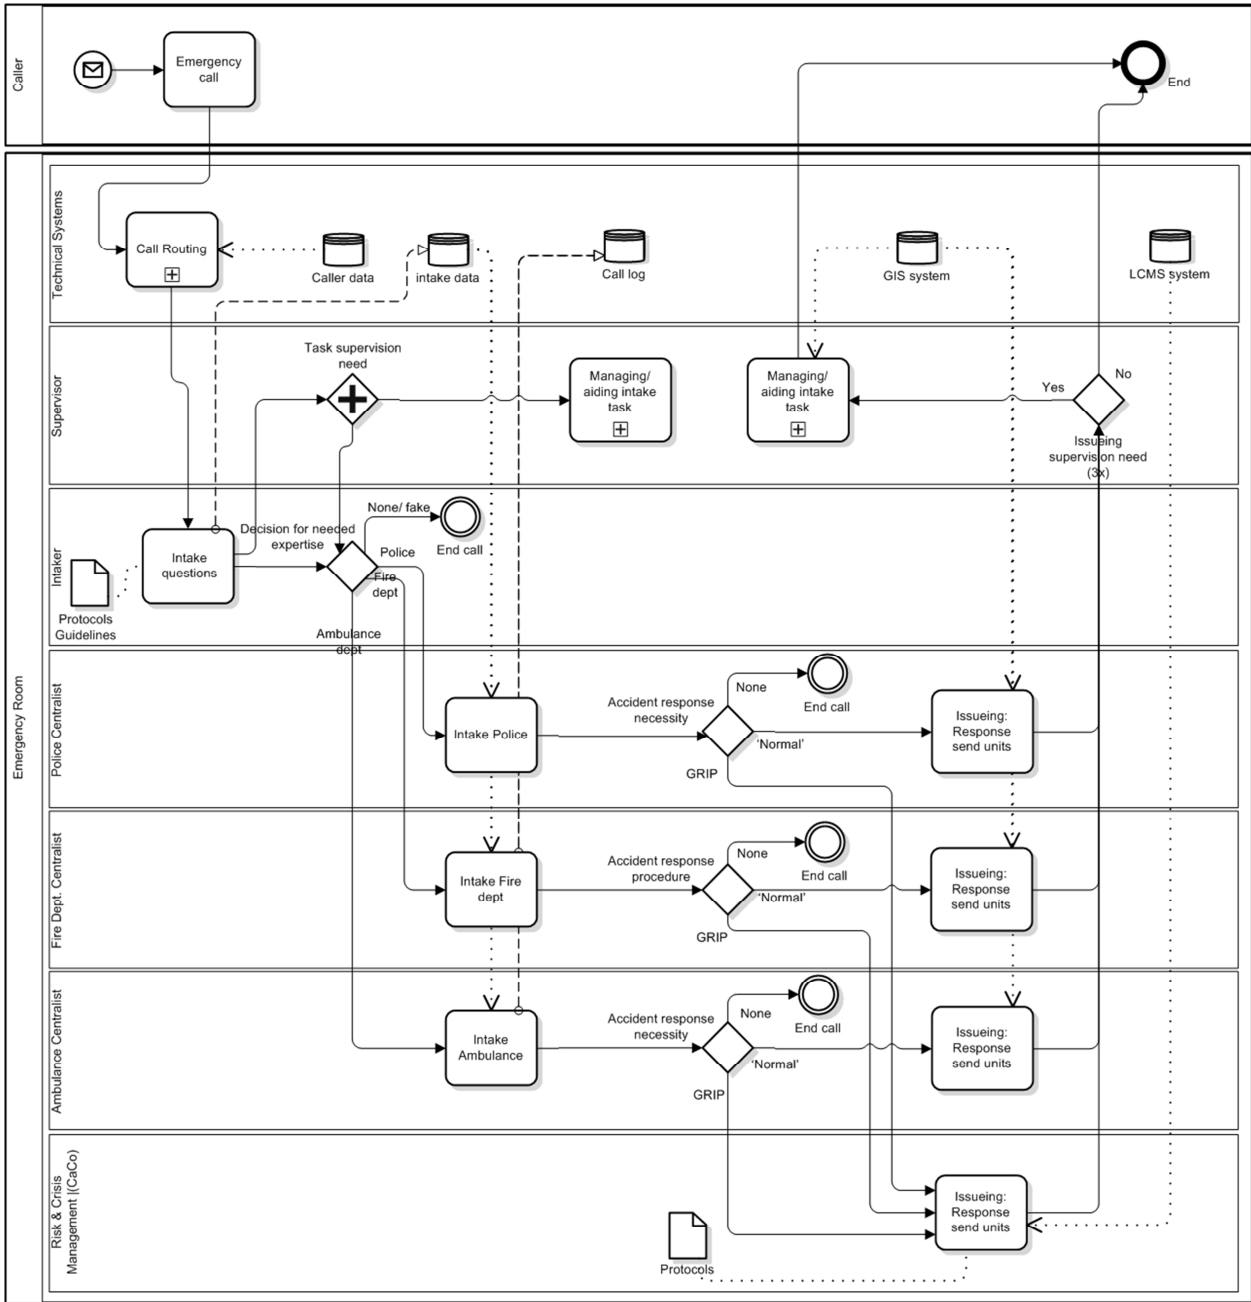 Caller
Emergency
call
End
Emergency Room
Technical Systems
Call Routing
Caller data
intake data
Call log
GIS system
LCMS system
Supervisor
Task supervision
need
Managing/
aiding intake
task
Managing/
aiding intake
task
Yes
No
Issueing
supervision need
(3x)
Intaker
Protocols
Guidelines
Intake
questions
Decision for needed
expertise
None/ fake
End call
Police
Fire
dept
Ambulance
dept
Police Centralist
Intake Police
Accident response
necessity
None
End call
'Normal'
GRIP
Issueing:
Response
send units
Fire Dept. Centralist
Intake Fire
dept
Accident response
procedure
None
End call
'Normal'
GRIP
Issueing:
Response
send units
Ambulance Centralist
Intake
Ambulance
Accident response
necessity
None
End call
'Normal'
GRIP
Issueing:
Response
send units
Risk & Crisis
Management |(CaCo)
Protocols
Issueing:
Response
send units